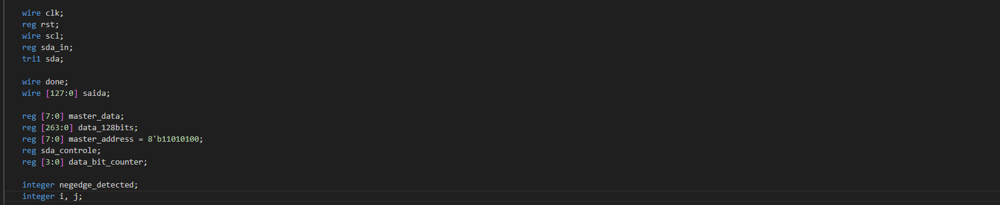 wire clk;
reg rst;
wire scl;
reg sda_in;
tri1 sda;
wire done;
wire [127:0] saida;
reg [7:0] master_data;
reg [263:0] data_128bits;
reg [7:0] master_address = 8'b11010100;
reg sda_controle;
reg [3:0] data_bit_counter;
integer negedge_detected;
integer i, j;